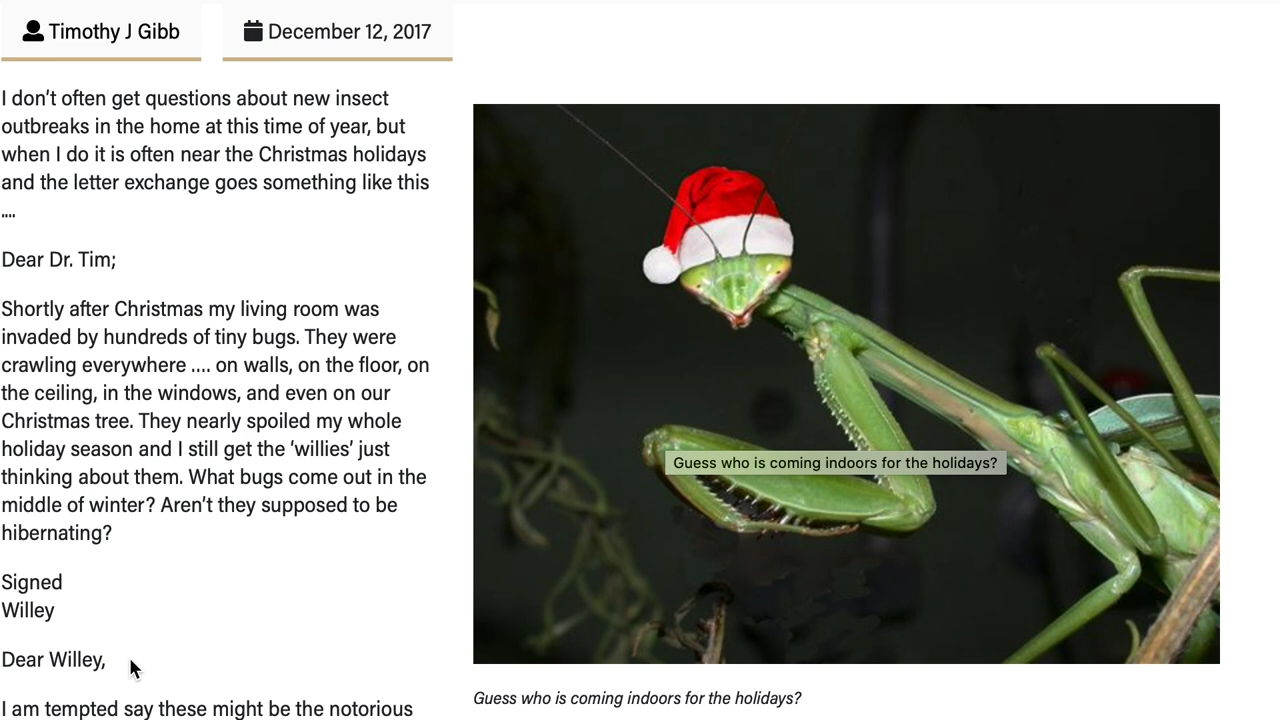 Timothy J Gibb
December 12, 2017
I don’t often get questions about new insect
outbreaks in the home at this time of year, but
when I do it is often near the Christmas holidays
and the letter exchange goes something like this
....
Dear Dr. Tim;
Shortly after Christmas my living room was
invaded by hundreds of tiny bugs. They were
crawling everywhere .... on walls, on the floor, on
the ceiling, in the windows, and even on our
Christmas tree. They nearly spoiled my whole
holiday season and I still get the ‘willies’ just
thinking about them. What bugs come out in the
middle of winter? Aren’t they supposed to be
hibernating?
Signed
Willey
Dear Willey,
I am tempted say these might be the notorious
Guess who is coming indoors for the holidays?
Guess who is coming indoors for the holidays?